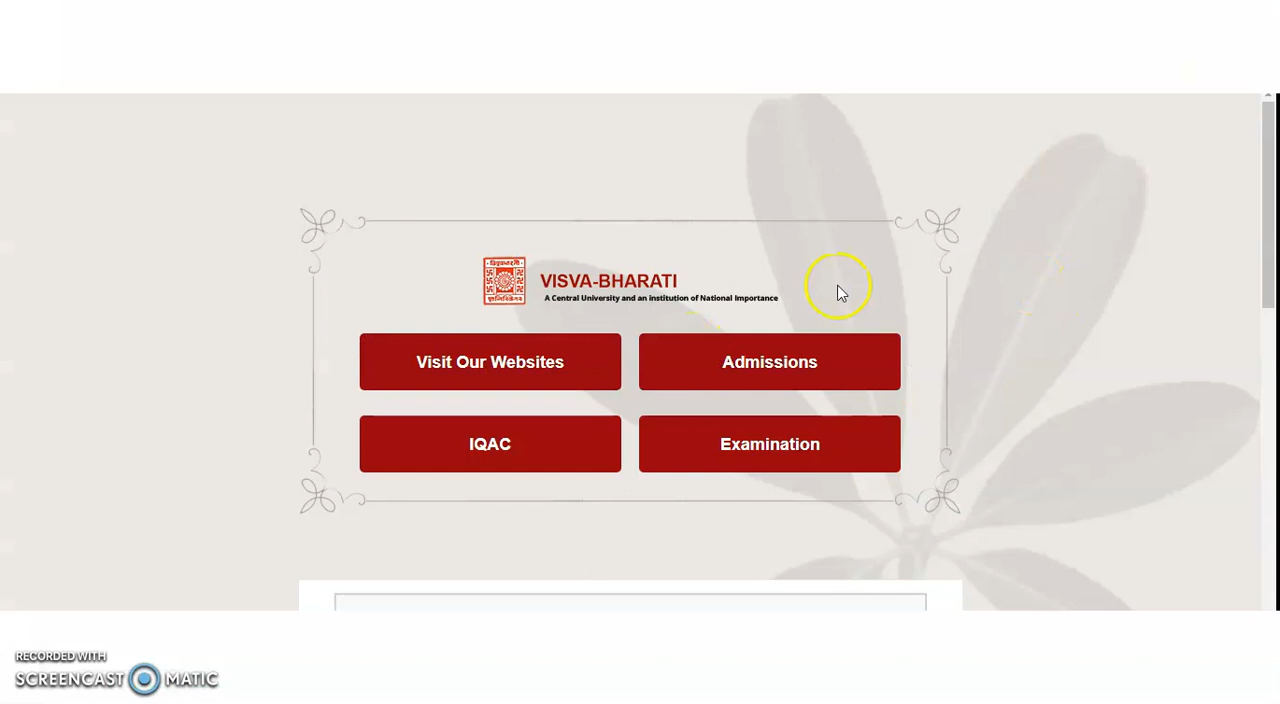 VISVA-BHARATI
A Central University and an institution of National Importance
Visit Our Websites
Admissions
IQAC
Examination
RECORDED WITH
SCREENCAST MATIC